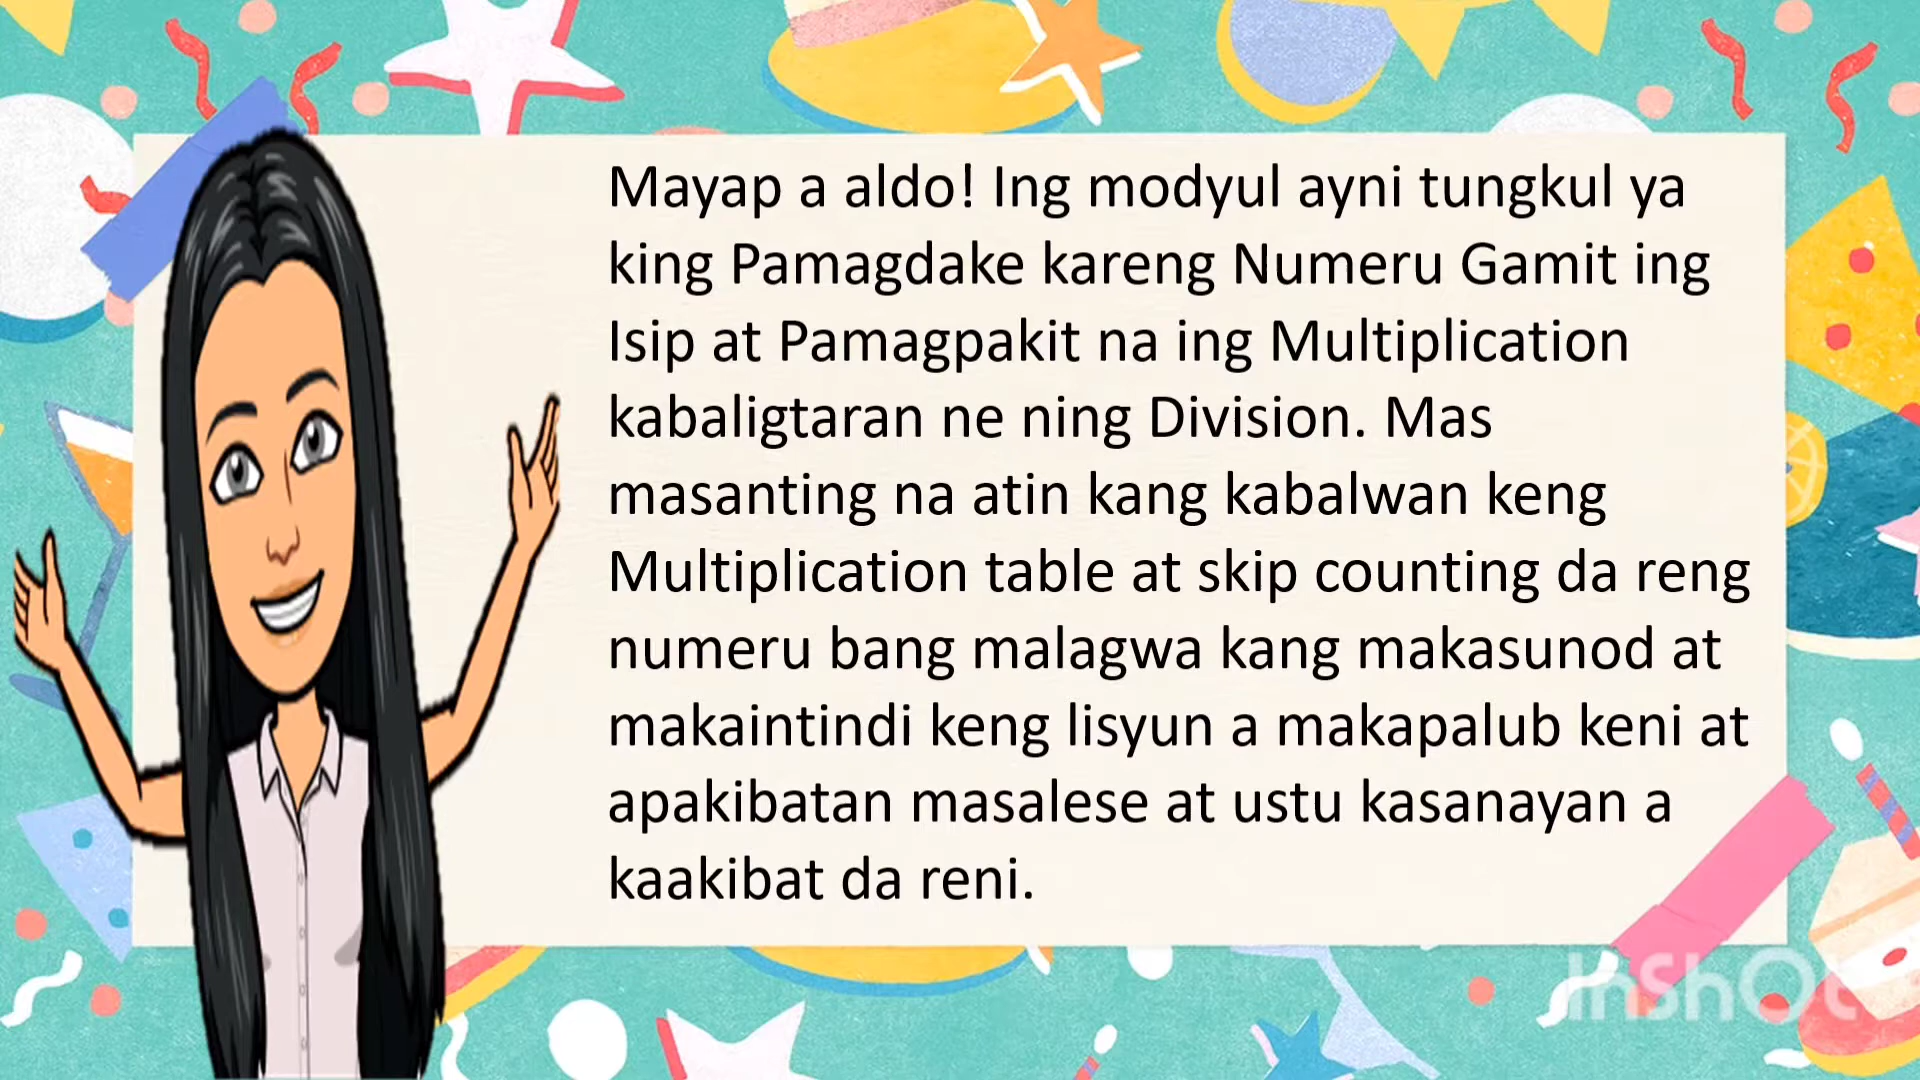 Mayap a aldo! Ing modyul ayni tungkul ya
king Pamagdake kareng Numeru Gamit ing
Isip at Pamagpakit na ing Multiplication
kabaligtaran ne ning Division. Mas
masanting na atin kang kabalwan keng
Multiplication table at skip counting da reng
numeru bang malagwa kang makasunod at
makaintindi keng lisyun a makapalub keni at
apakibatan masalese at ustu kasanayan a
kaakibat da reni.
InShOt